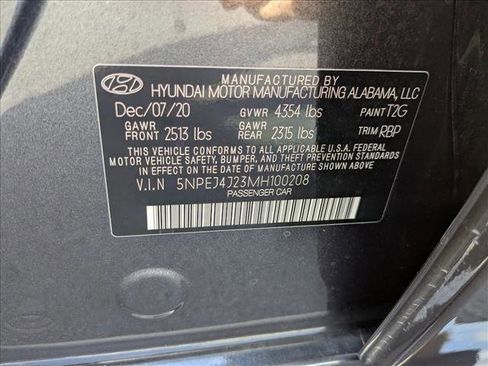 MANUFACTURED BY
HYUNDAI MOTOR MANUFACTURING ALABAMA, LLC
Dec/07/20 GVWR 4354 lbs PAINT T2G
GAWR FRONT 2513 lbs GAWR REAR 2315 lbs TRIM RBP
THIS VEHICLE CONFORMS TO ALL APPLICABLE U.S.A. FEDERAL
MOTOR VEHICLE SAFETY, BUMPER, AND THEFT PREVENTION
STANDARDS IN EFFECT ON THE DATE OF MANUFACTURE SHOWN ABOVE.
V.I.N 5NPEJ4J23MH100208
PASSENGER CAR